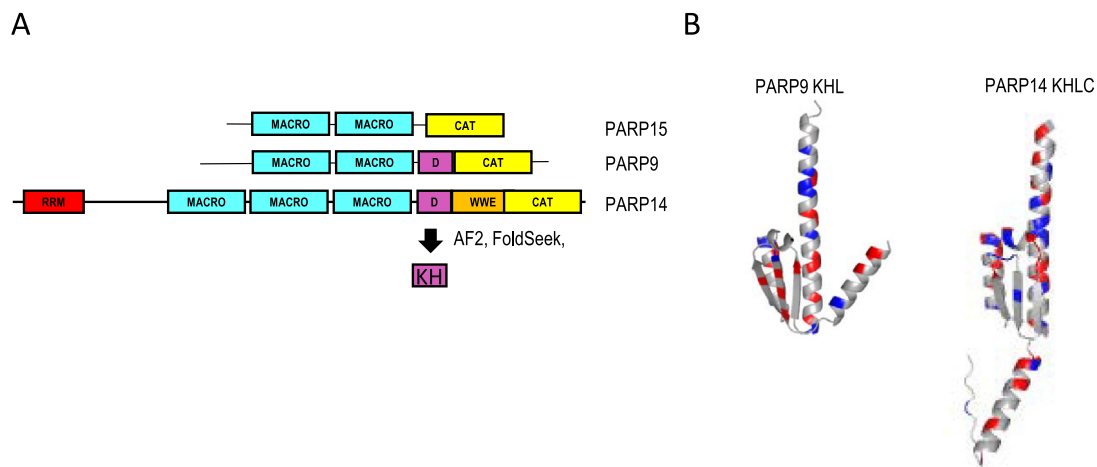 A
MACRO MACRO CAT PARP15
MACRO MACRO D CAT PARP9
RRM MACRO MACRO MACRO D WWE CAT PARP14
AF2, FoldSeek,
KH
B
PARP9 KHL PARP14 KHLC